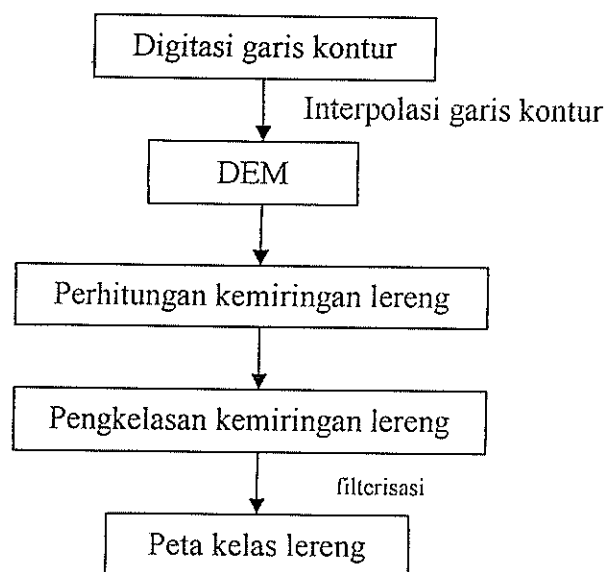 Digitasi garis kontur
Interpolasi garis kontur
DEM
Perhitungan kemiringan lereng
Pengkelasan kemiringan lereng
filterisasi
Peta kelas lereng